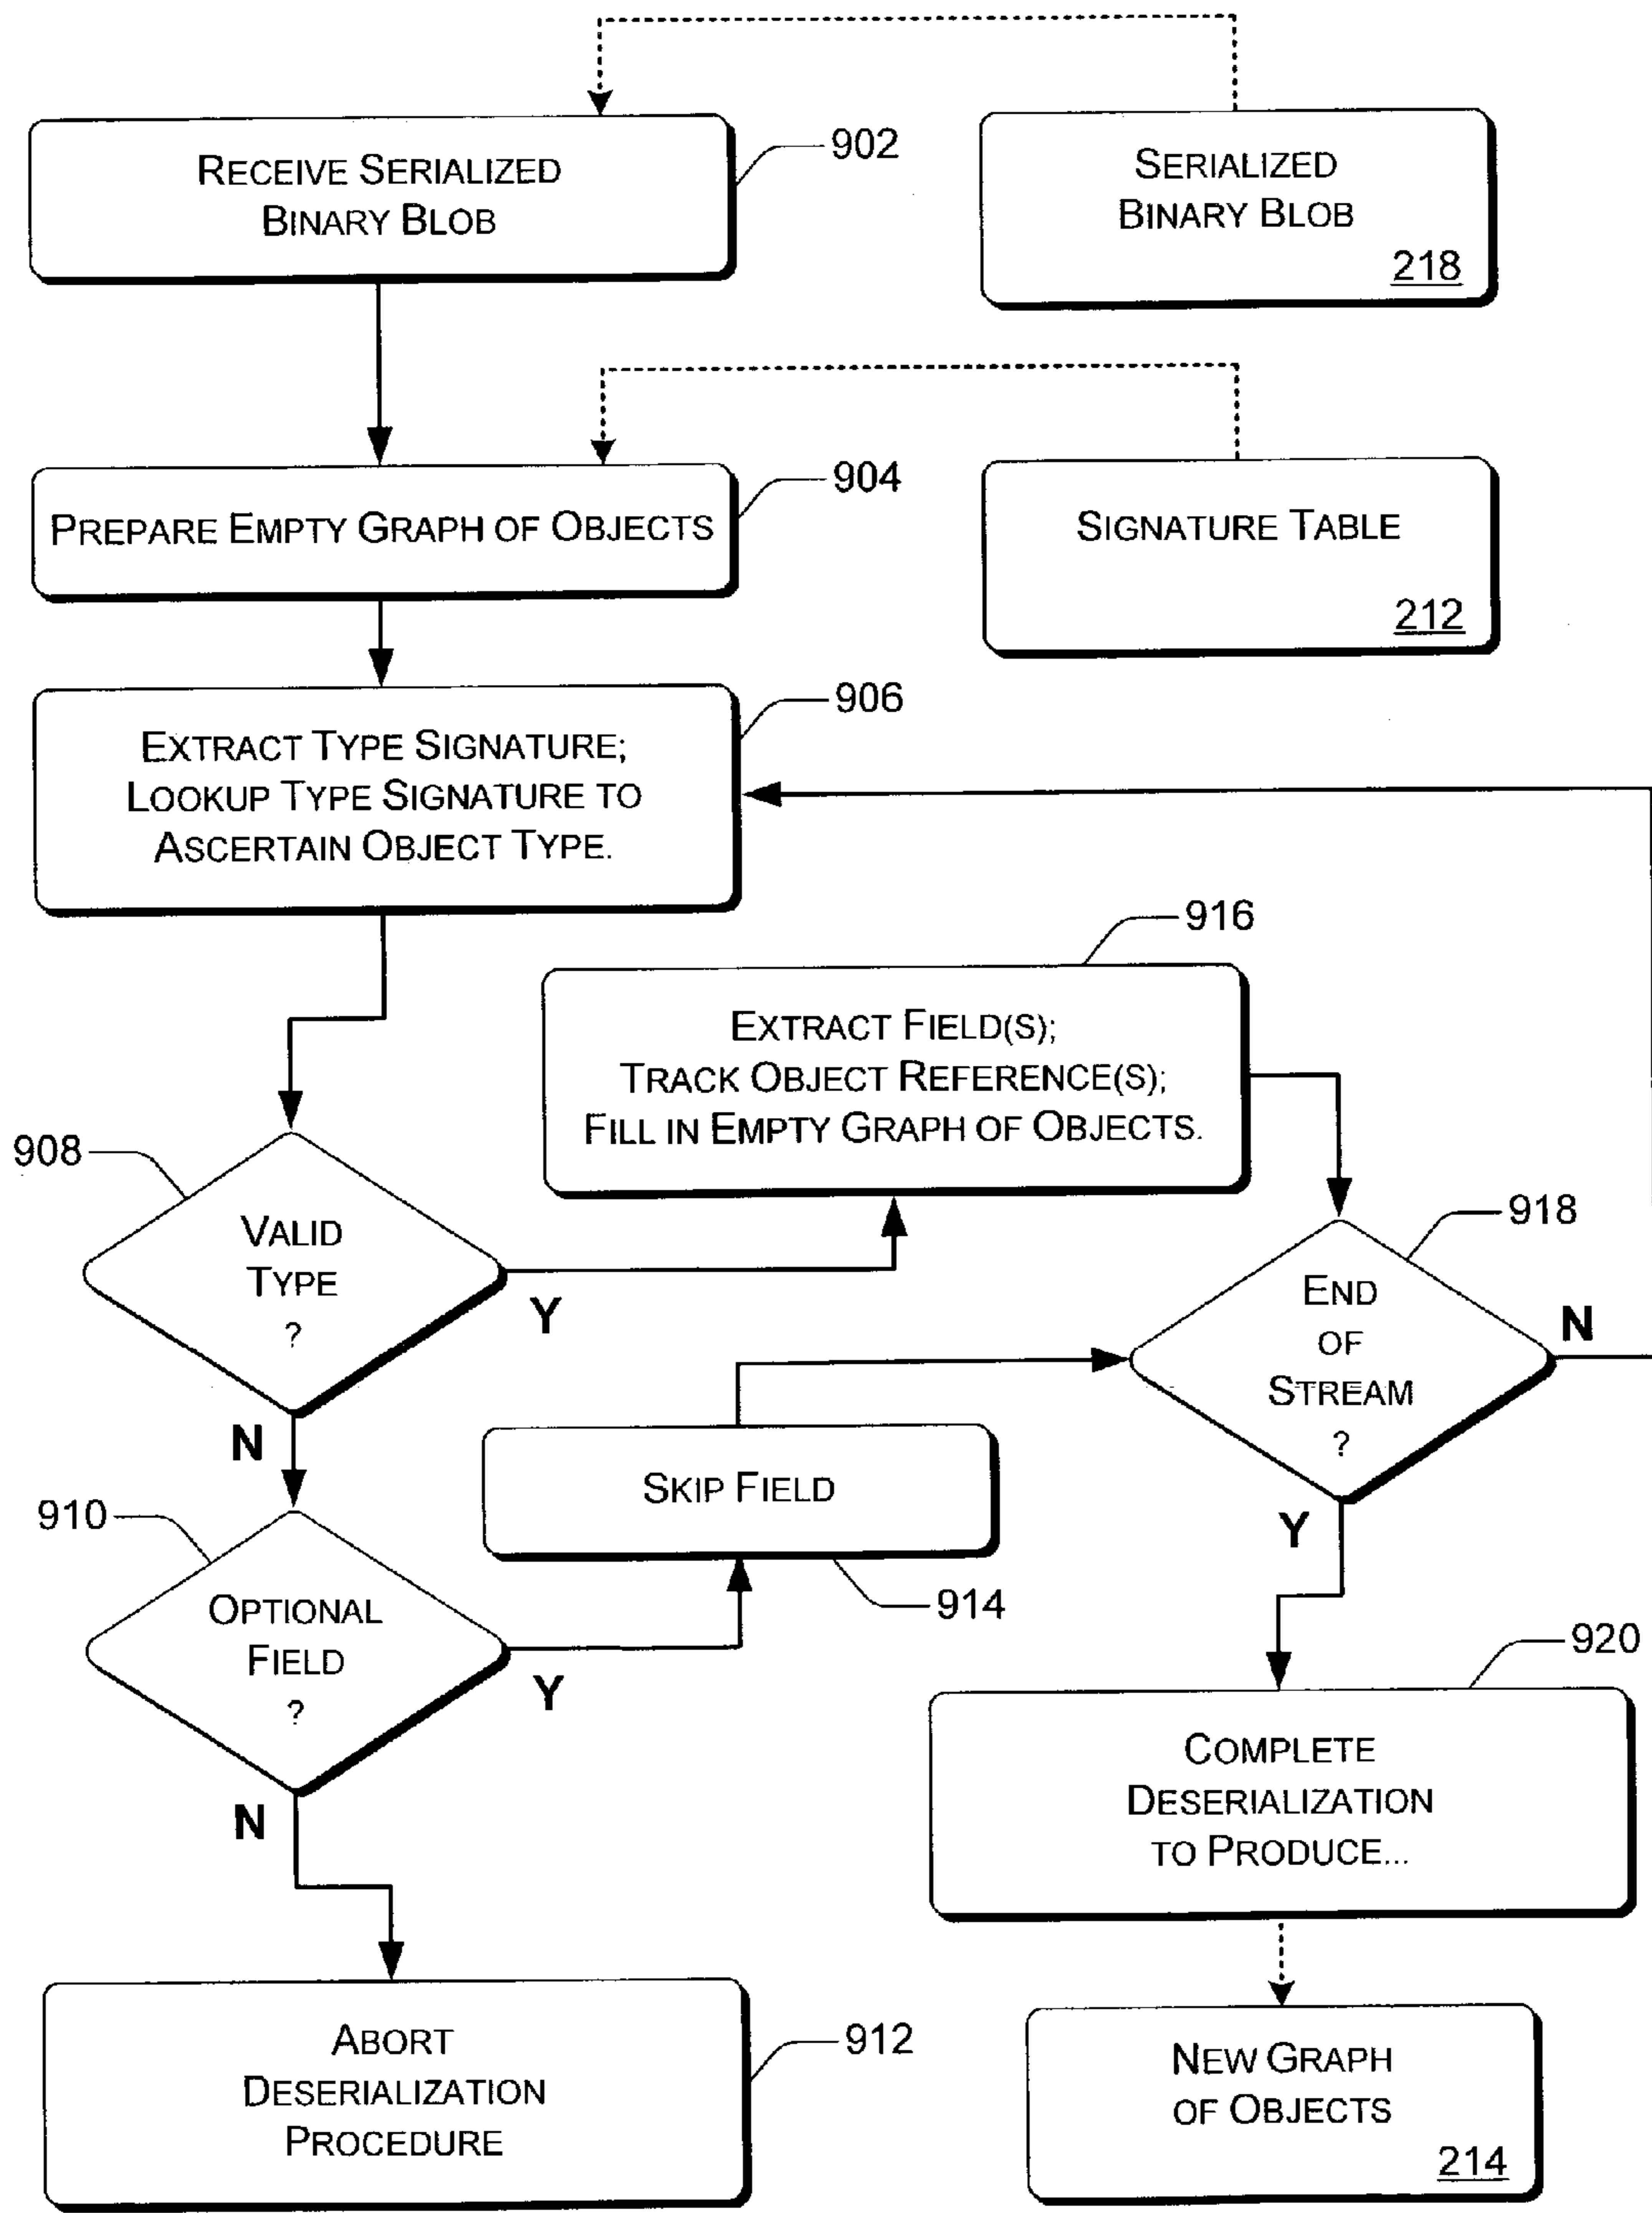 RECEIVE SERIALIZED
BINARY BLOB
902
SERIALIZED
BINARY BLOB
218
PREPARE EMPTY GRAPH OF OBJECTS
904
SIGNATURE TABLE
212
EXTRACT TYPE SIGNATURE;
LOOKUP TYPE SIGNATURE TO
ASCERTAIN OBJECT TYPE.
906
916
EXTRACT FIELD(S);
TRACK OBJECT REFERENCE(S);
FILL IN EMPTY GRAPH OF OBJECTS.
908
VALID
TYPE
?
Y
N
918
END
OF
STREAM
?
N
Y
SKIP FIELD
914
910
OPTIONAL
FIELD
?
Y
N
920
COMPLETE
DESERIALIZATION
TO PRODUCE...
ABORT
DESERIALIZATION
PROCEDURE
912
NEW GRAPH
OF OBJECTS
214